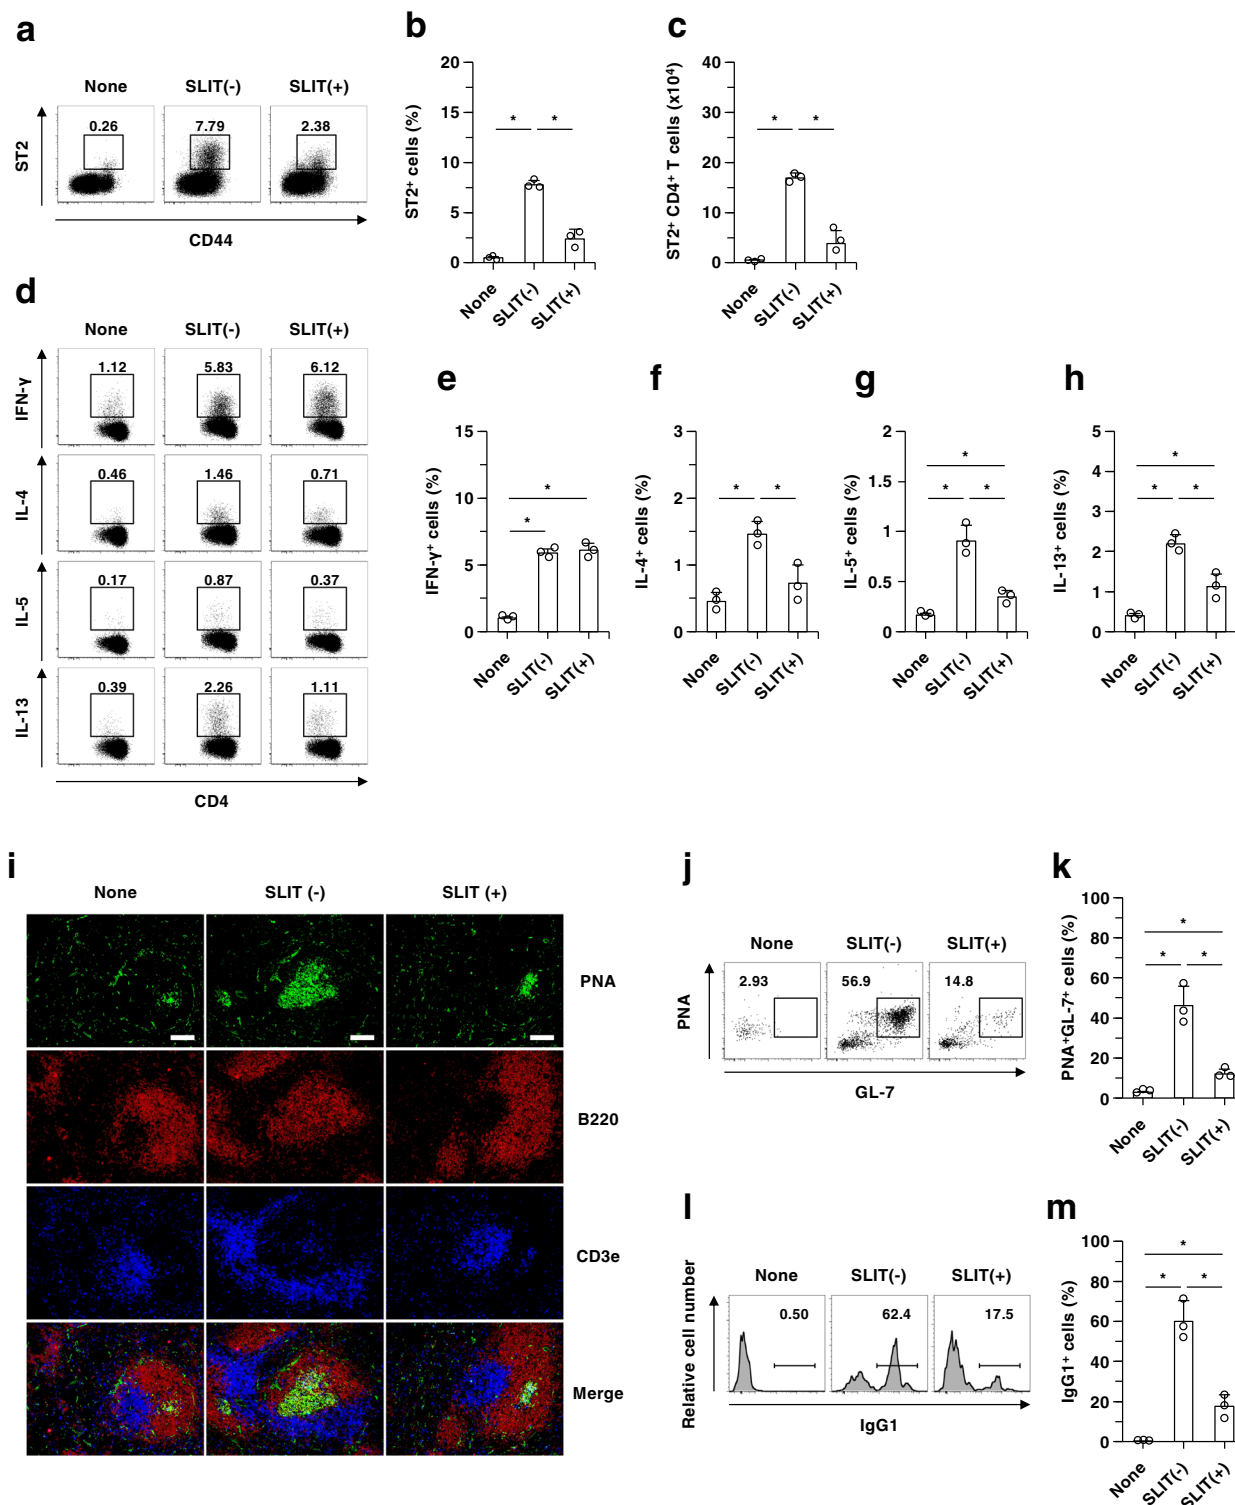 a
None SLIT(-) SLIT(+)
0.26 7.79 2.38
ST2
CD44
b
ST2+ cells (%)
20
15
10
5
0
None SLIT(-) SLIT(+)
* *
c
ST2+ CD4+ T cells (x10⁴)
40
30
20
10
0
None SLIT(-) SLIT(+)
* *
d
None SLIT(-) SLIT(+)
IFN-γ
1.12 5.83 6.12
IL-4
0.46 1.46 0.71
IL-5
0.17 0.87 0.37
IL-13
0.39 2.26 1.11
CD4
e
IFN-γ+ cells (%)
15
10
5
0
*
*
None SLIT(-) SLIT(+)
f
IL-4+ cells (%)
3
2
1
0
* *
None SLIT(-) SLIT(+)
g
IL-5+ cells (%)
2
1.5
1
0.5
0
*
* *
None SLIT(-) SLIT(+)
h
IL-13+ cells (%)
5
4
3
2
1
0
*
* *
None SLIT(-) SLIT(+)
i
None SLIT (-) SLIT (+)
PNA
B220
CD3e
Merge
j
None SLIT(-) SLIT(+)
2.93 56.9 14.8
PNA
GL-7
k
PNA+GL-7+ cells (%)
100
80
60
40
20
0
*
* *
None SLIT(-) SLIT(+)
l
None SLIT(-) SLIT(+)
0.50 62.4 17.5
Relative cell number
IgG1
m
IgG1+ cells (%)
100
80
60
40
20
0
*
* *
None SLIT(-) SLIT(+)